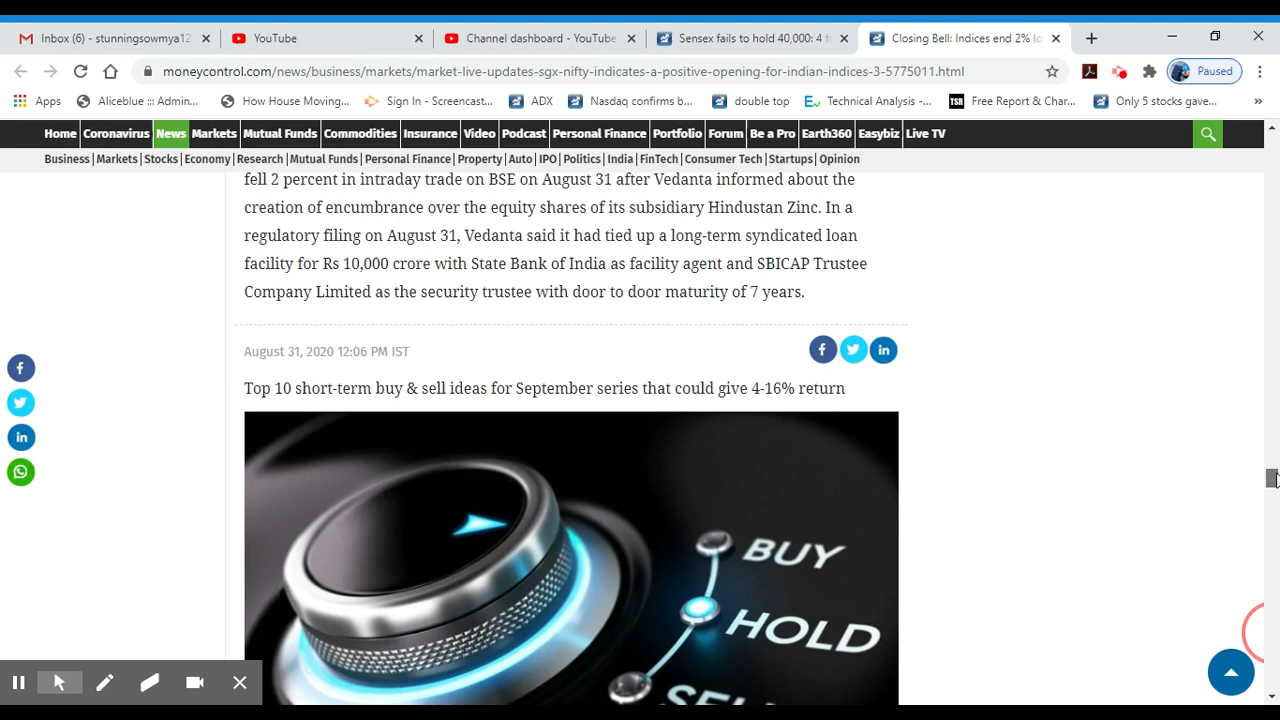 Inbox (6) - stunningsowmya12
YouTube
Channel dashboard - YouTube
Sensex fails to hold 40,000: 4 f
Closing Bell: Indices end 2% lo
moneycontrol.com/news/business/markets/market-live-updates-sgx-nifty-indicates-a-positive-opening-for-indian-indices-3-5775011.html
Paused
Apps
Aliceblue ::: Admin...
How House Moving...
Sign In - Screencast...
ADX
Nasdaq confirms b...
double top
Technical Analysis -...
Free Report & Char...
Only 5 stocks gave...
»
Home
Coronavirus
News
Markets
Mutual Funds
Commodities
Insurance
Video
Podcast
Personal Finance
Portfolio
Forum
Be a Pro
Earth360
Easybiz
Live TV
Business | Markets | Stocks | Economy | Research | Mutual Funds | Personal Finance | Property | Auto | IPO | Politics | India | FinTech | Consumer Tech | Startups | Opinion
fell 2 percent in intraday trade on BSE on August 31 after Vedanta informed about the
creation of encumbrance over the equity shares of its subsidiary Hindustan Zinc. In a
regulatory filing on August 31, Vedanta said it had tied up a long-term syndicated loan
facility for Rs 10,000 crore with State Bank of India as facility agent and SBICAP Trustee
Company Limited as the security trustee with door to door maturity of 7 years.
August 31, 2020 12:06 PM IST
Top 10 short-term buy & sell ideas for September series that could give 4-16% return
BUY
HOLD
SELL